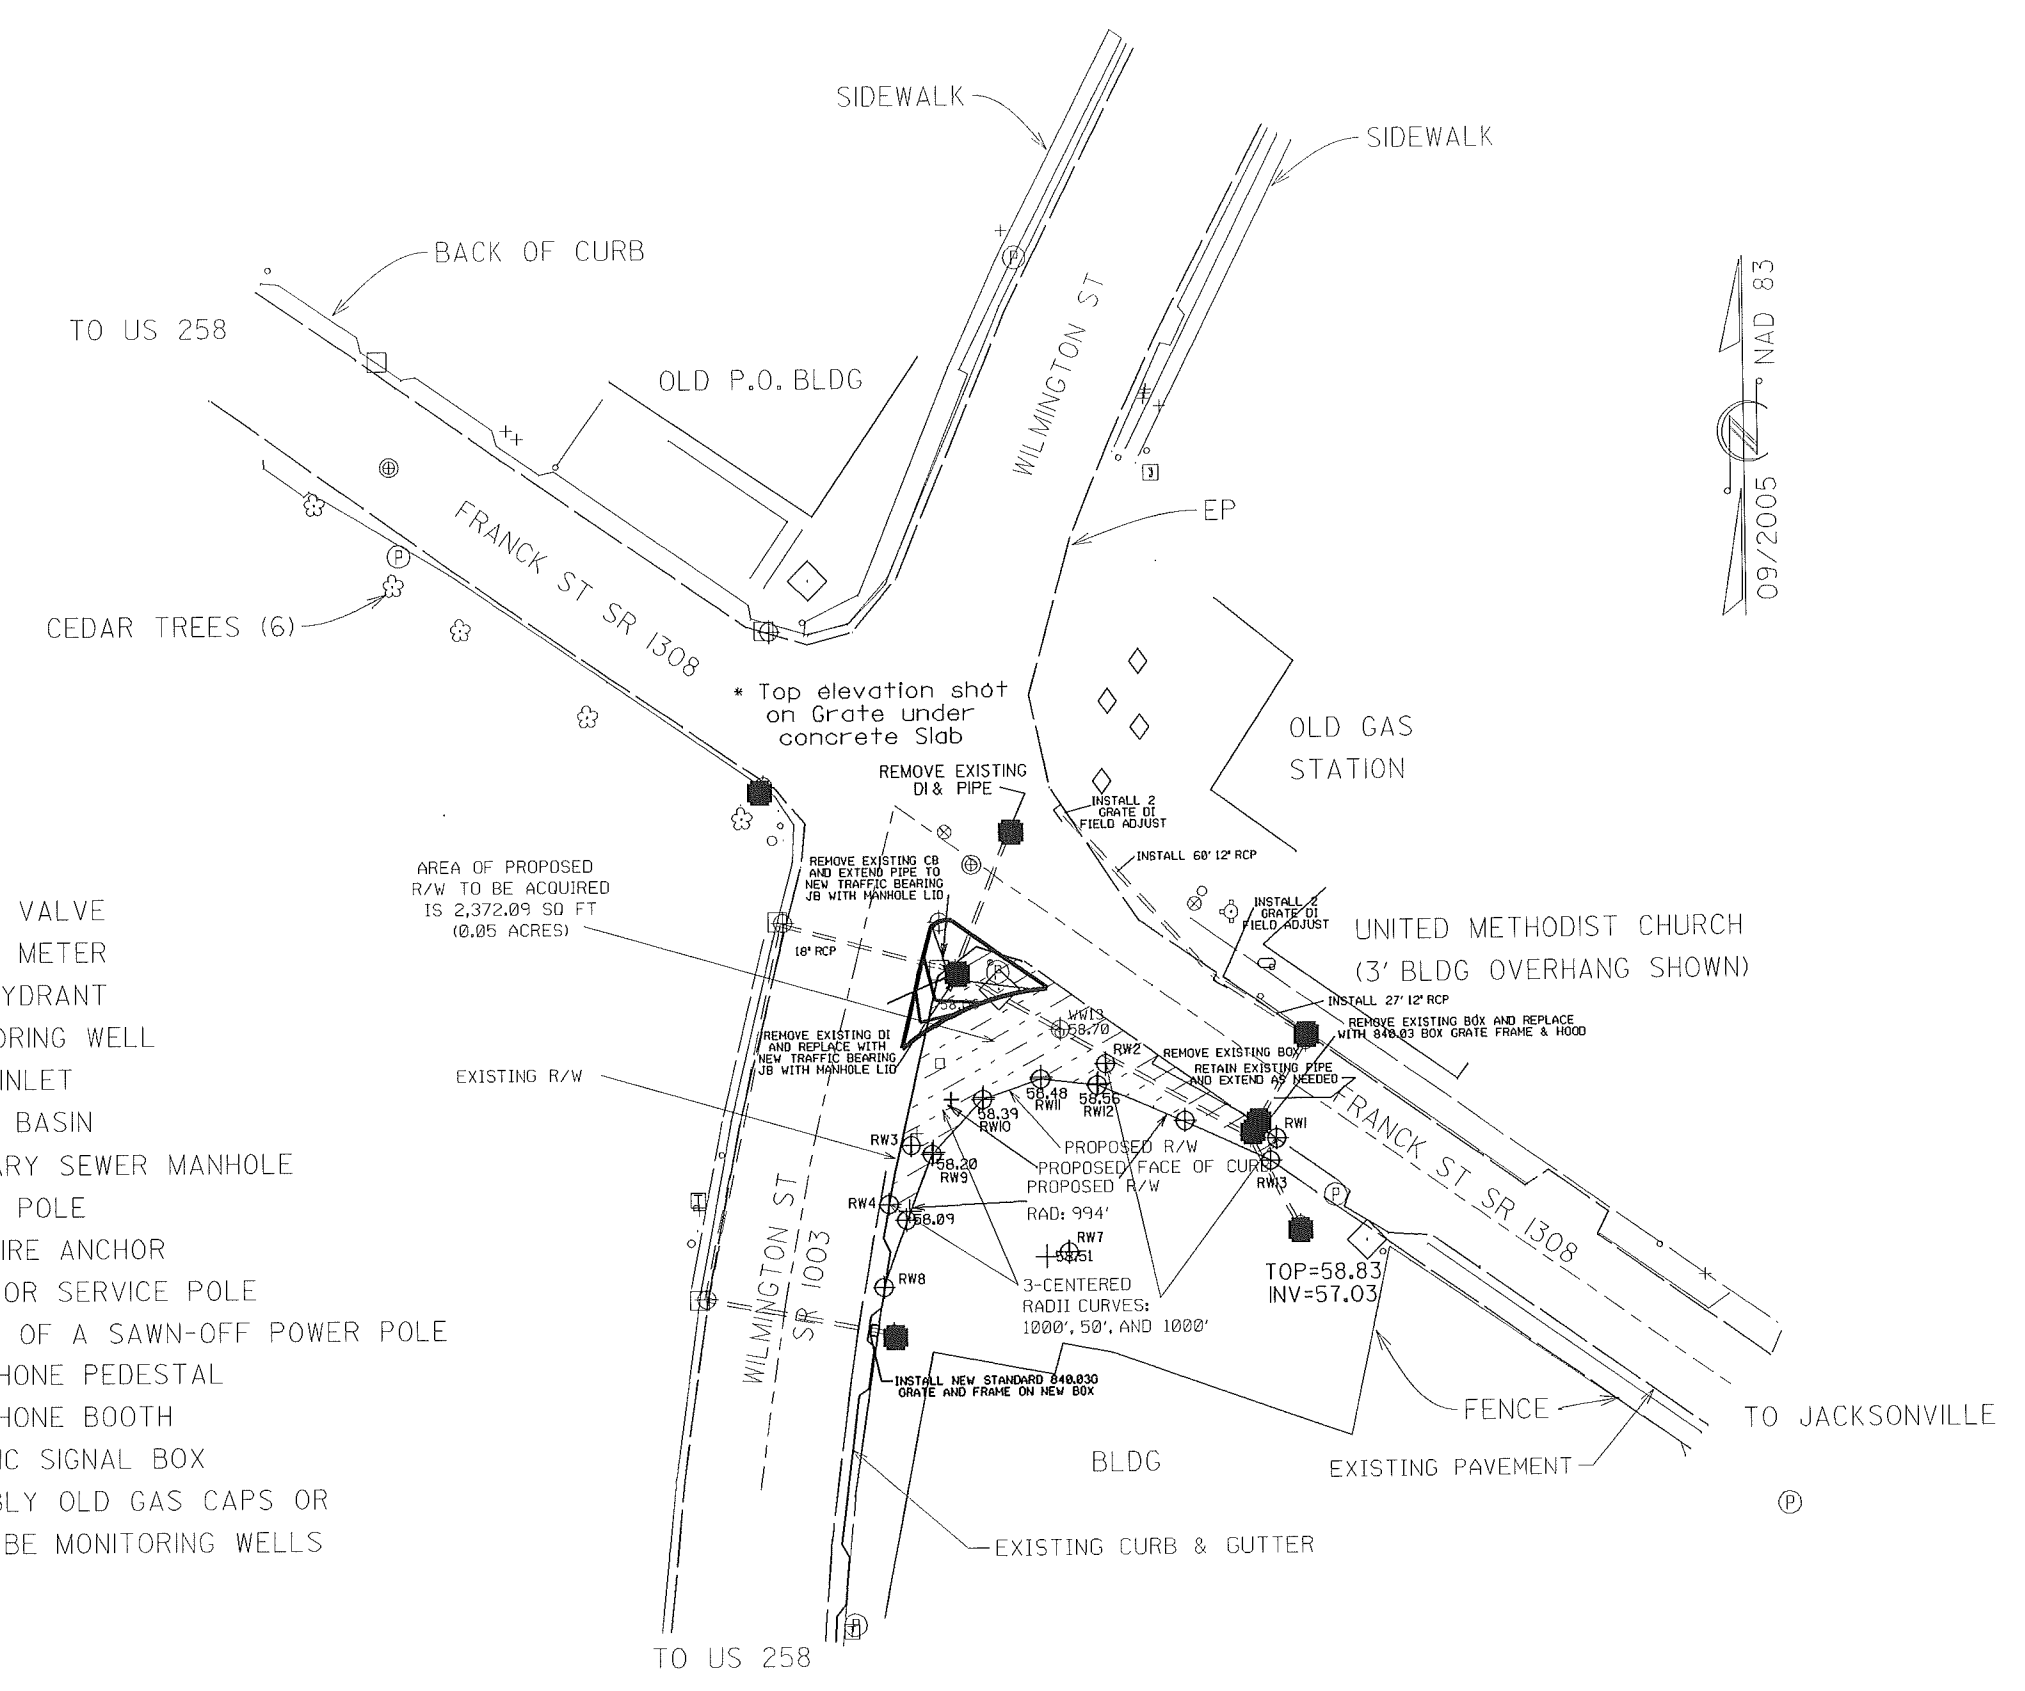 SIDEWALK
SIDEWALK
BACK OF CURB
TO US 258
OLD P.O. BLDG
WILMINGTON ST
NAD 83
09/2005
EP
FRANCK ST SR 1308
CEDAR TREES (6)
* Top elevation shot
on Grate under
concrete Slab
OLD GAS
STATION
REMOVE EXISTING
DI & PIPE
INSTALL 2
GRATE DI
FIELD ADJUST
INSTALL 60' 12" RCP
AREA OF PROPOSED
R/W TO BE ACQUIRED
IS 2,372.09 SQ FT
(0.05 ACRES)
REMOVE EXISTING CB
AND EXTEND PIPE TO
NEW TRAFFIC BEARING
JB WITH MANHOLE LID
18" RCP
INSTALL 2
GRATE DI
FIELD ADJUST
UNITED METHODIST CHURCH
(3' BLDG OVERHANG SHOWN)
INSTALL 27' 12" RCP
REMOVE EXISTING BOX AND REPLACE
WITH 840.03 BOX GRATE FRAME & HOOD
REMOVE EXISTING DI
AND REPLACE WITH
NEW TRAFFIC BEARING
JB WITH MANHOLE LID
WW13
58.70
RW2
REMOVE EXISTING BOX
RETAIN EXISTING PIPE
AND EXTEND AS NEEDED
EXISTING R/W
58.48
RW11
58.56
RW12
58.39
RW10
RW1
RW3
58.20
RW9
PROPOSED R/W
PROPOSED FACE OF CURB
PROPOSED R/W
RW13
RW4
58.09
RAD: 994'
RW7
58.51
RW8
3-CENTERED
RADII CURVES:
1000', 50', AND 1000'
TOP=58.83
INV=57.03
FRANCK ST SR 1308
WILMINGTON ST
SR 1003
INSTALL NEW STANDARD 840.03G
GRATE AND FRAME ON NEW BOX
FENCE
TO JACKSONVILLE
BLDG
EXISTING PAVEMENT
EXISTING CURB & GUTTER
TO US 258
VALVE
METER
YDRANT
ORING WELL
INLET
BASIN
ARY SEWER MANHOLE
POLE
IRE ANCHOR
OR SERVICE POLE
OF A SAWN-OFF POWER POLE
HONE PEDESTAL
HONE BOOTH
IC SIGNAL BOX
BLY OLD GAS CAPS OR
BE MONITORING WELLS
P
P
P
P
P